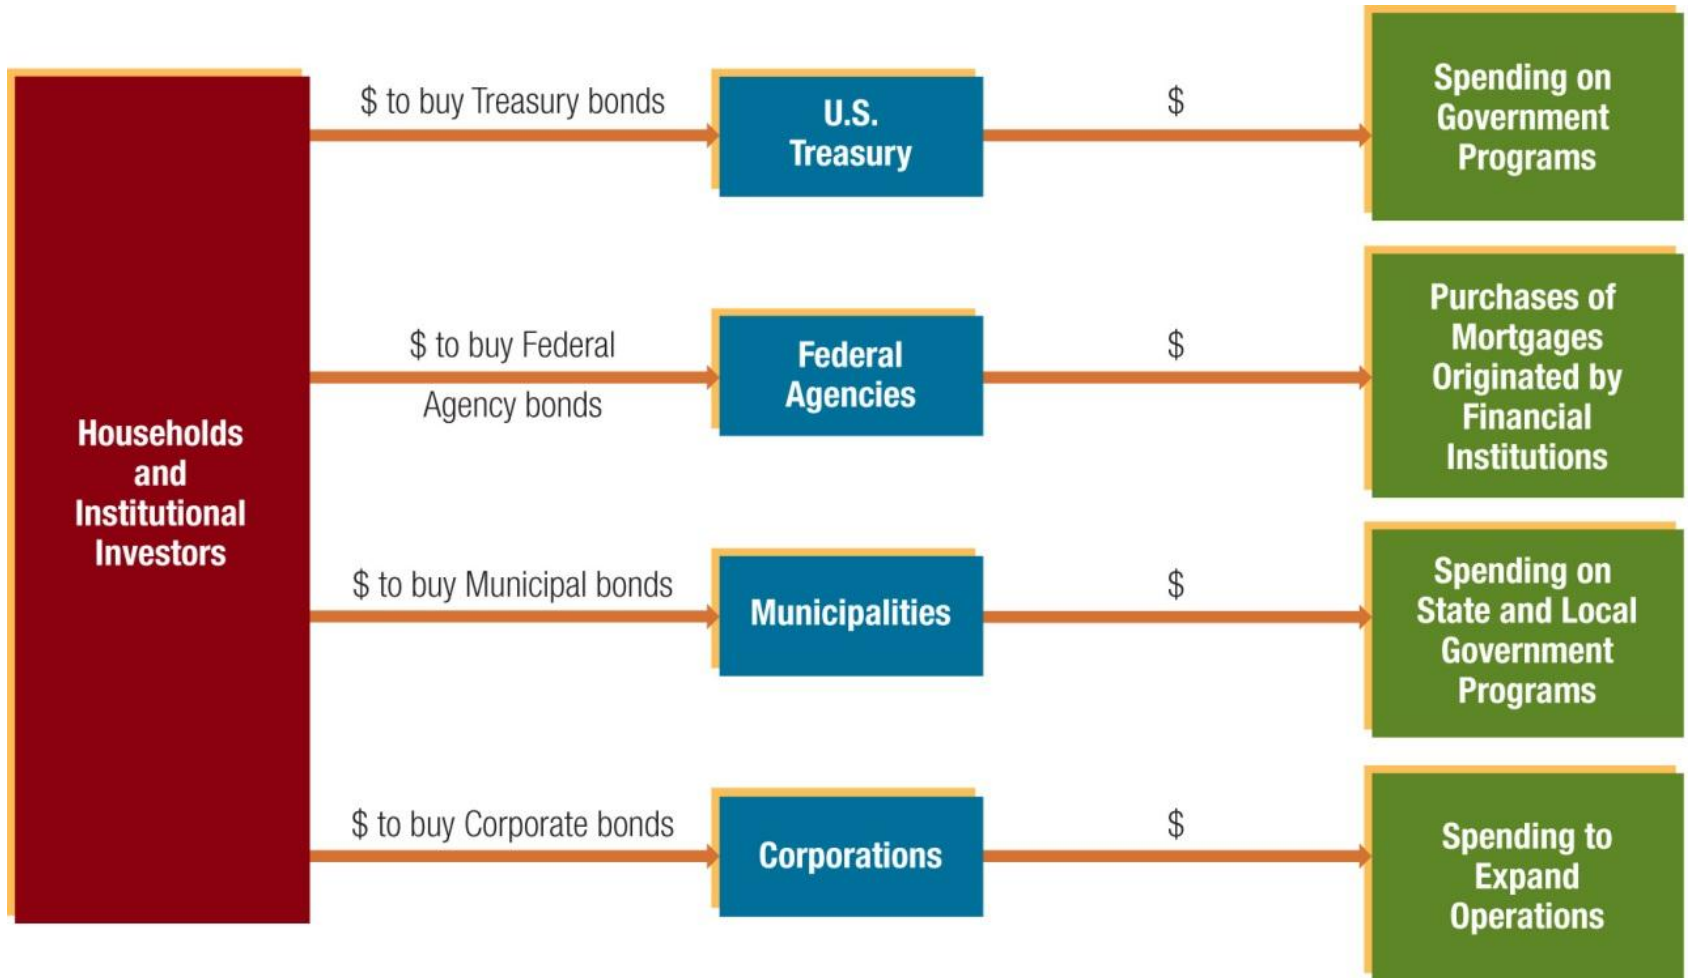 Households
and
Institutional
Investors
$ to buy Treasury bonds
U.S.
Treasury
$
Spending on
Government
Programs
$ to buy Federal
Agency bonds
Federal
Agencies
$
Purchases of
Mortgages
Originated by
Financial
Institutions
$ to buy Municipal bonds
Municipalities
$
Spending on
State and Local
Government
Programs
$ to buy Corporate bonds
Corporations
$
Spending to
Expand
Operations